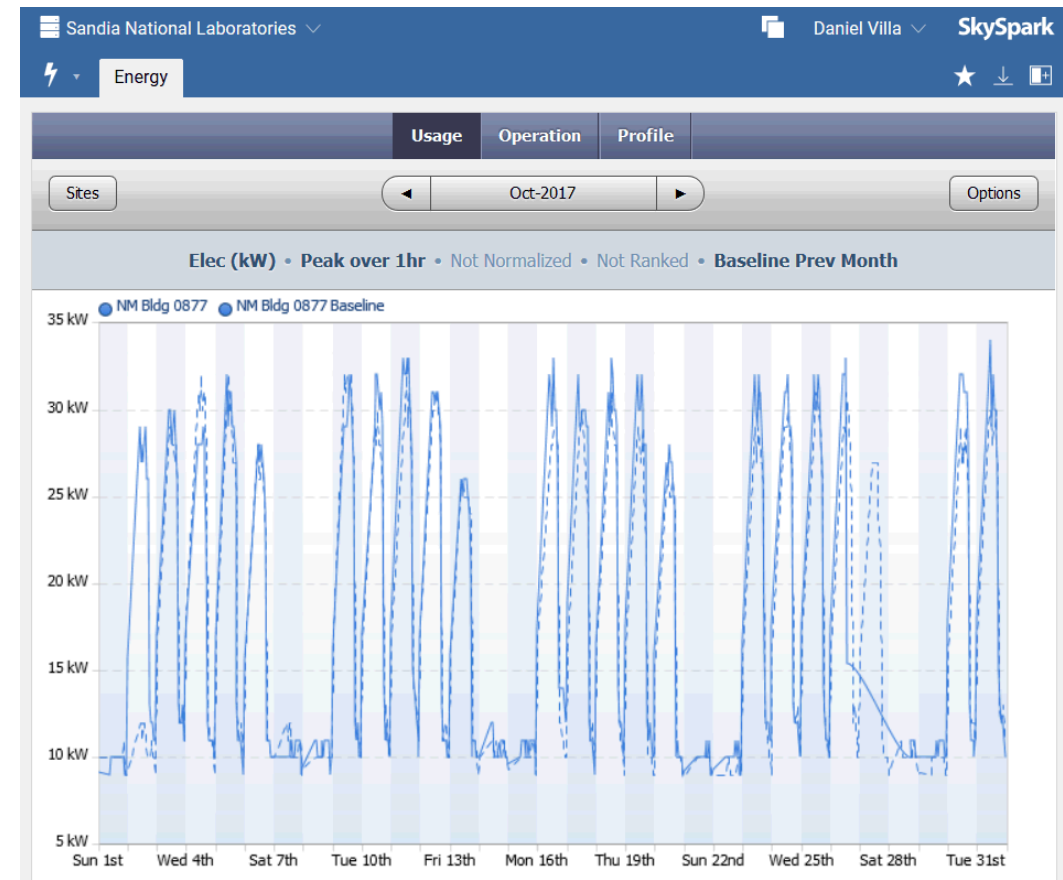 Sandia National Laboratories Daniel Villa SkySpark
Energy
Usage Operation Profile
Sites Oct-2017 Options
Elec (kW) • Peak over 1hr • Not Normalized • Not Ranked • Baseline Prev Month
NM Bldg 0877 NM Bldg 0877 Baseline
35 kW
30 kW
25 kW
20 kW
15 kW
10 kW
5 kW
Sun 1st Wed 4th Sat 7th Tue 10th Fri 13th Mon 16th Thu 19th Sun 22nd Wed 25th Sat 28th Tue 31st